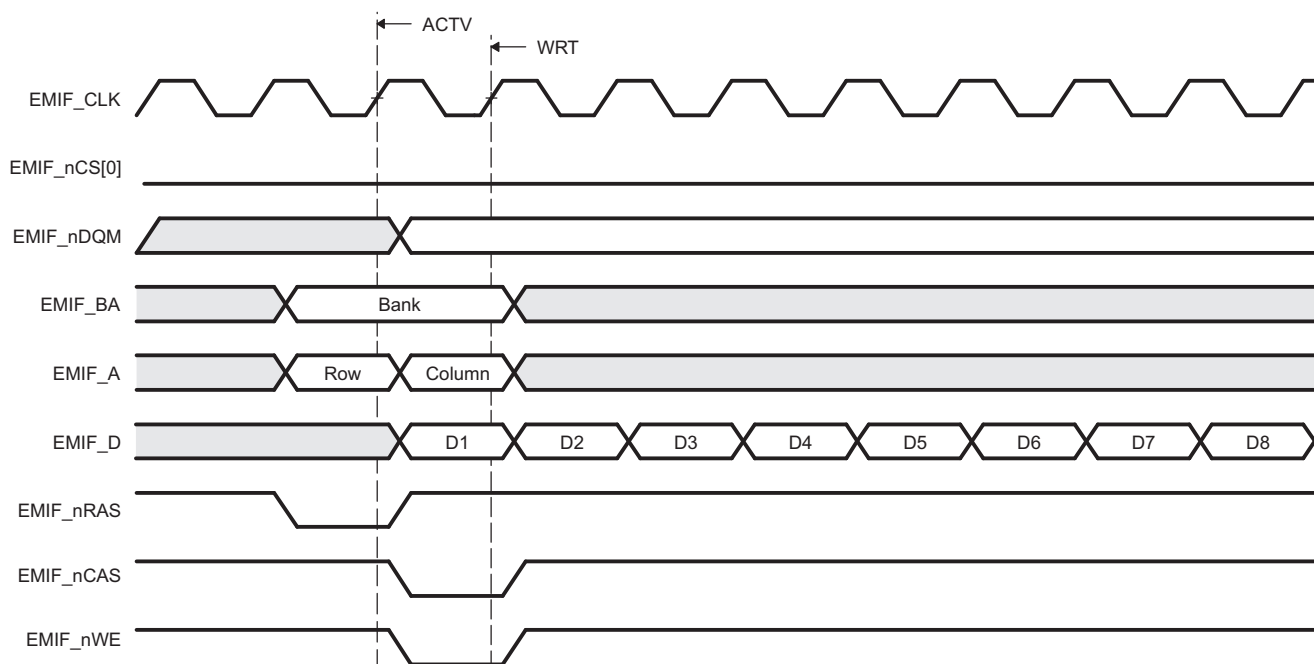 ACTV
WRT
EMIF_CLK
EMIF_nCS[0]
EMIF_nDQM
EMIF_BA
Bank
EMIF_A
Row Column
EMIF_D
D1 D2 D3 D4 D5 D6 D7 D8
EMIF_nRAS
EMIF_nCAS
EMIF_nWE